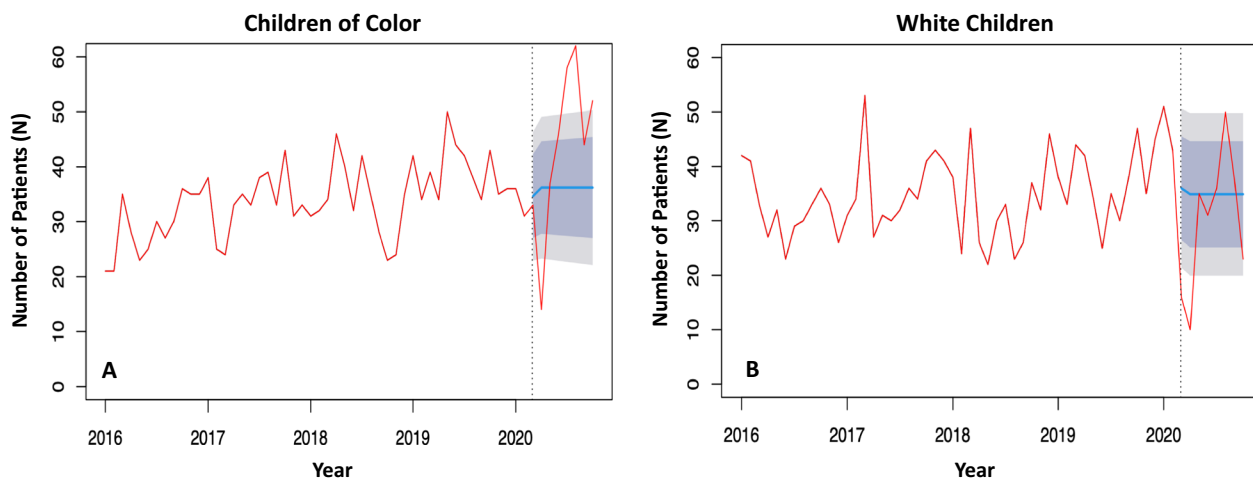 Children of Color
Number of Patients (N)
60
50
40
30
20
10
0
A
2016 2017 2018 2019 2020
Year
White Children
Number of Patients (N)
60
50
40
30
20
10
0
B
2016 2017 2018 2019 2020
Year